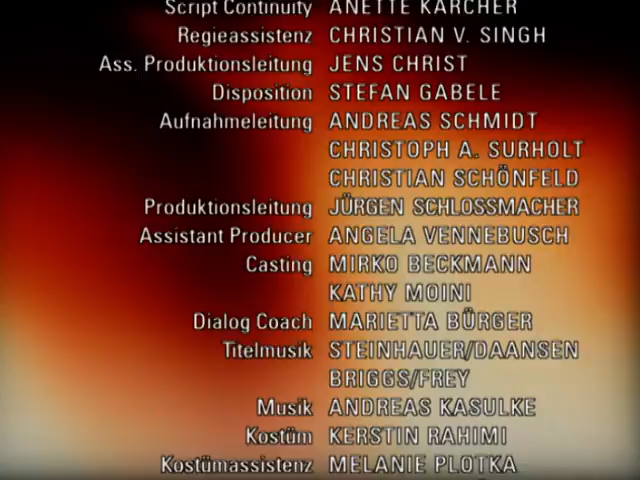 Script Continuity ANETTE KARCHER
Regieassistenz CHRISTIAN V. SINGH
Ass. Produktionsleitung JENS CHRIST
Disposition STEFAN GABELE
Aufnahmeleitung ANDREAS SCHMIDT
CHRISTOPH A. SURHOLT
CHRISTIAN SCHÖNFELD
Produktionsleitung JÜRGEN SCHLOSSMACHER
Assistant Producer ANGELA VENNEBUSCH
Casting MIRKO BECKMANN
KATHY MOINI
Dialog Coach MARIETTA BÜRGER
Titelmusik STEINHAUER/DAANSEN
BRIGGS/FREY
Musik ANDREAS KASULKE
Kostüm KERSTIN RAHIMI
Kostümassistenz MELANIE PLOTKA